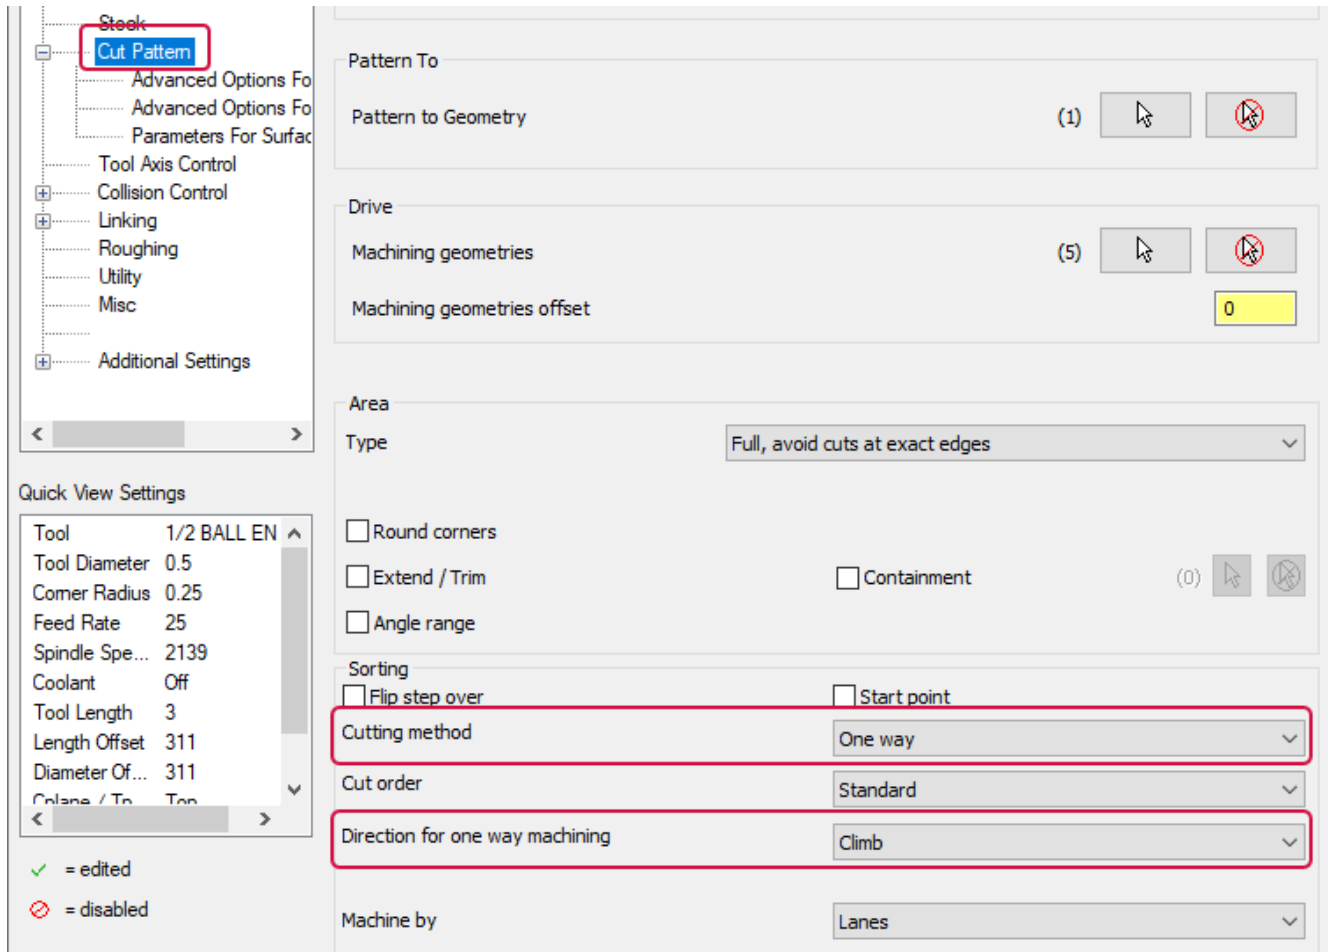 Stock
Cut Pattern
Advanced Options Fo
Advanced Options Fo
Parameters For Surfac
Tool Axis Control
Collision Control
Linking
Roughing
Utility
Misc
Additional Settings
Quick View Settings
Tool 1/2 BALL EN
Tool Diameter 0.5
Corner Radius 0.25
Feed Rate 25
Spindle Spe... 2139
Coolant Off
Tool Length 3
Length Offset 311
Diameter Of... 311
Cplane / Tp Top
= edited
= disabled
Pattern To
Pattern to Geometry (1)
Drive
Machining geometries (5)
Machining geometries offset 0
Area
Type Full, avoid cuts at exact edges
Round corners
Extend / Trim Containment (0)
Angle range
Sorting
Flip step over Start point
Cutting method One way
Cut order Standard
Direction for one way machining Climb
Machine by Lanes